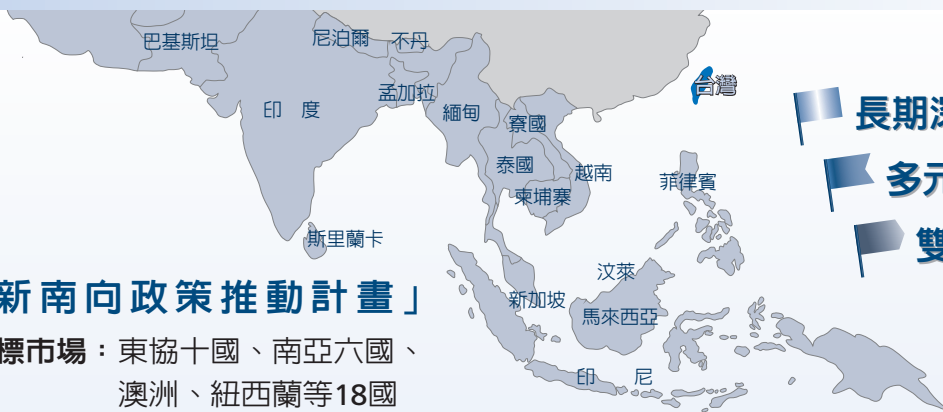 巴基斯坦
尼泊爾
不丹
台灣
孟加拉
印 度
緬甸
寮國
長期
泰國
越南
柬埔寨
菲律賓
多元
斯里蘭卡
雙
汶萊
新加坡
馬來西亞
印 尼
新南向政策推動計畫」
標市場：東協十國、南亞六國、
澳洲、紐西蘭等18國